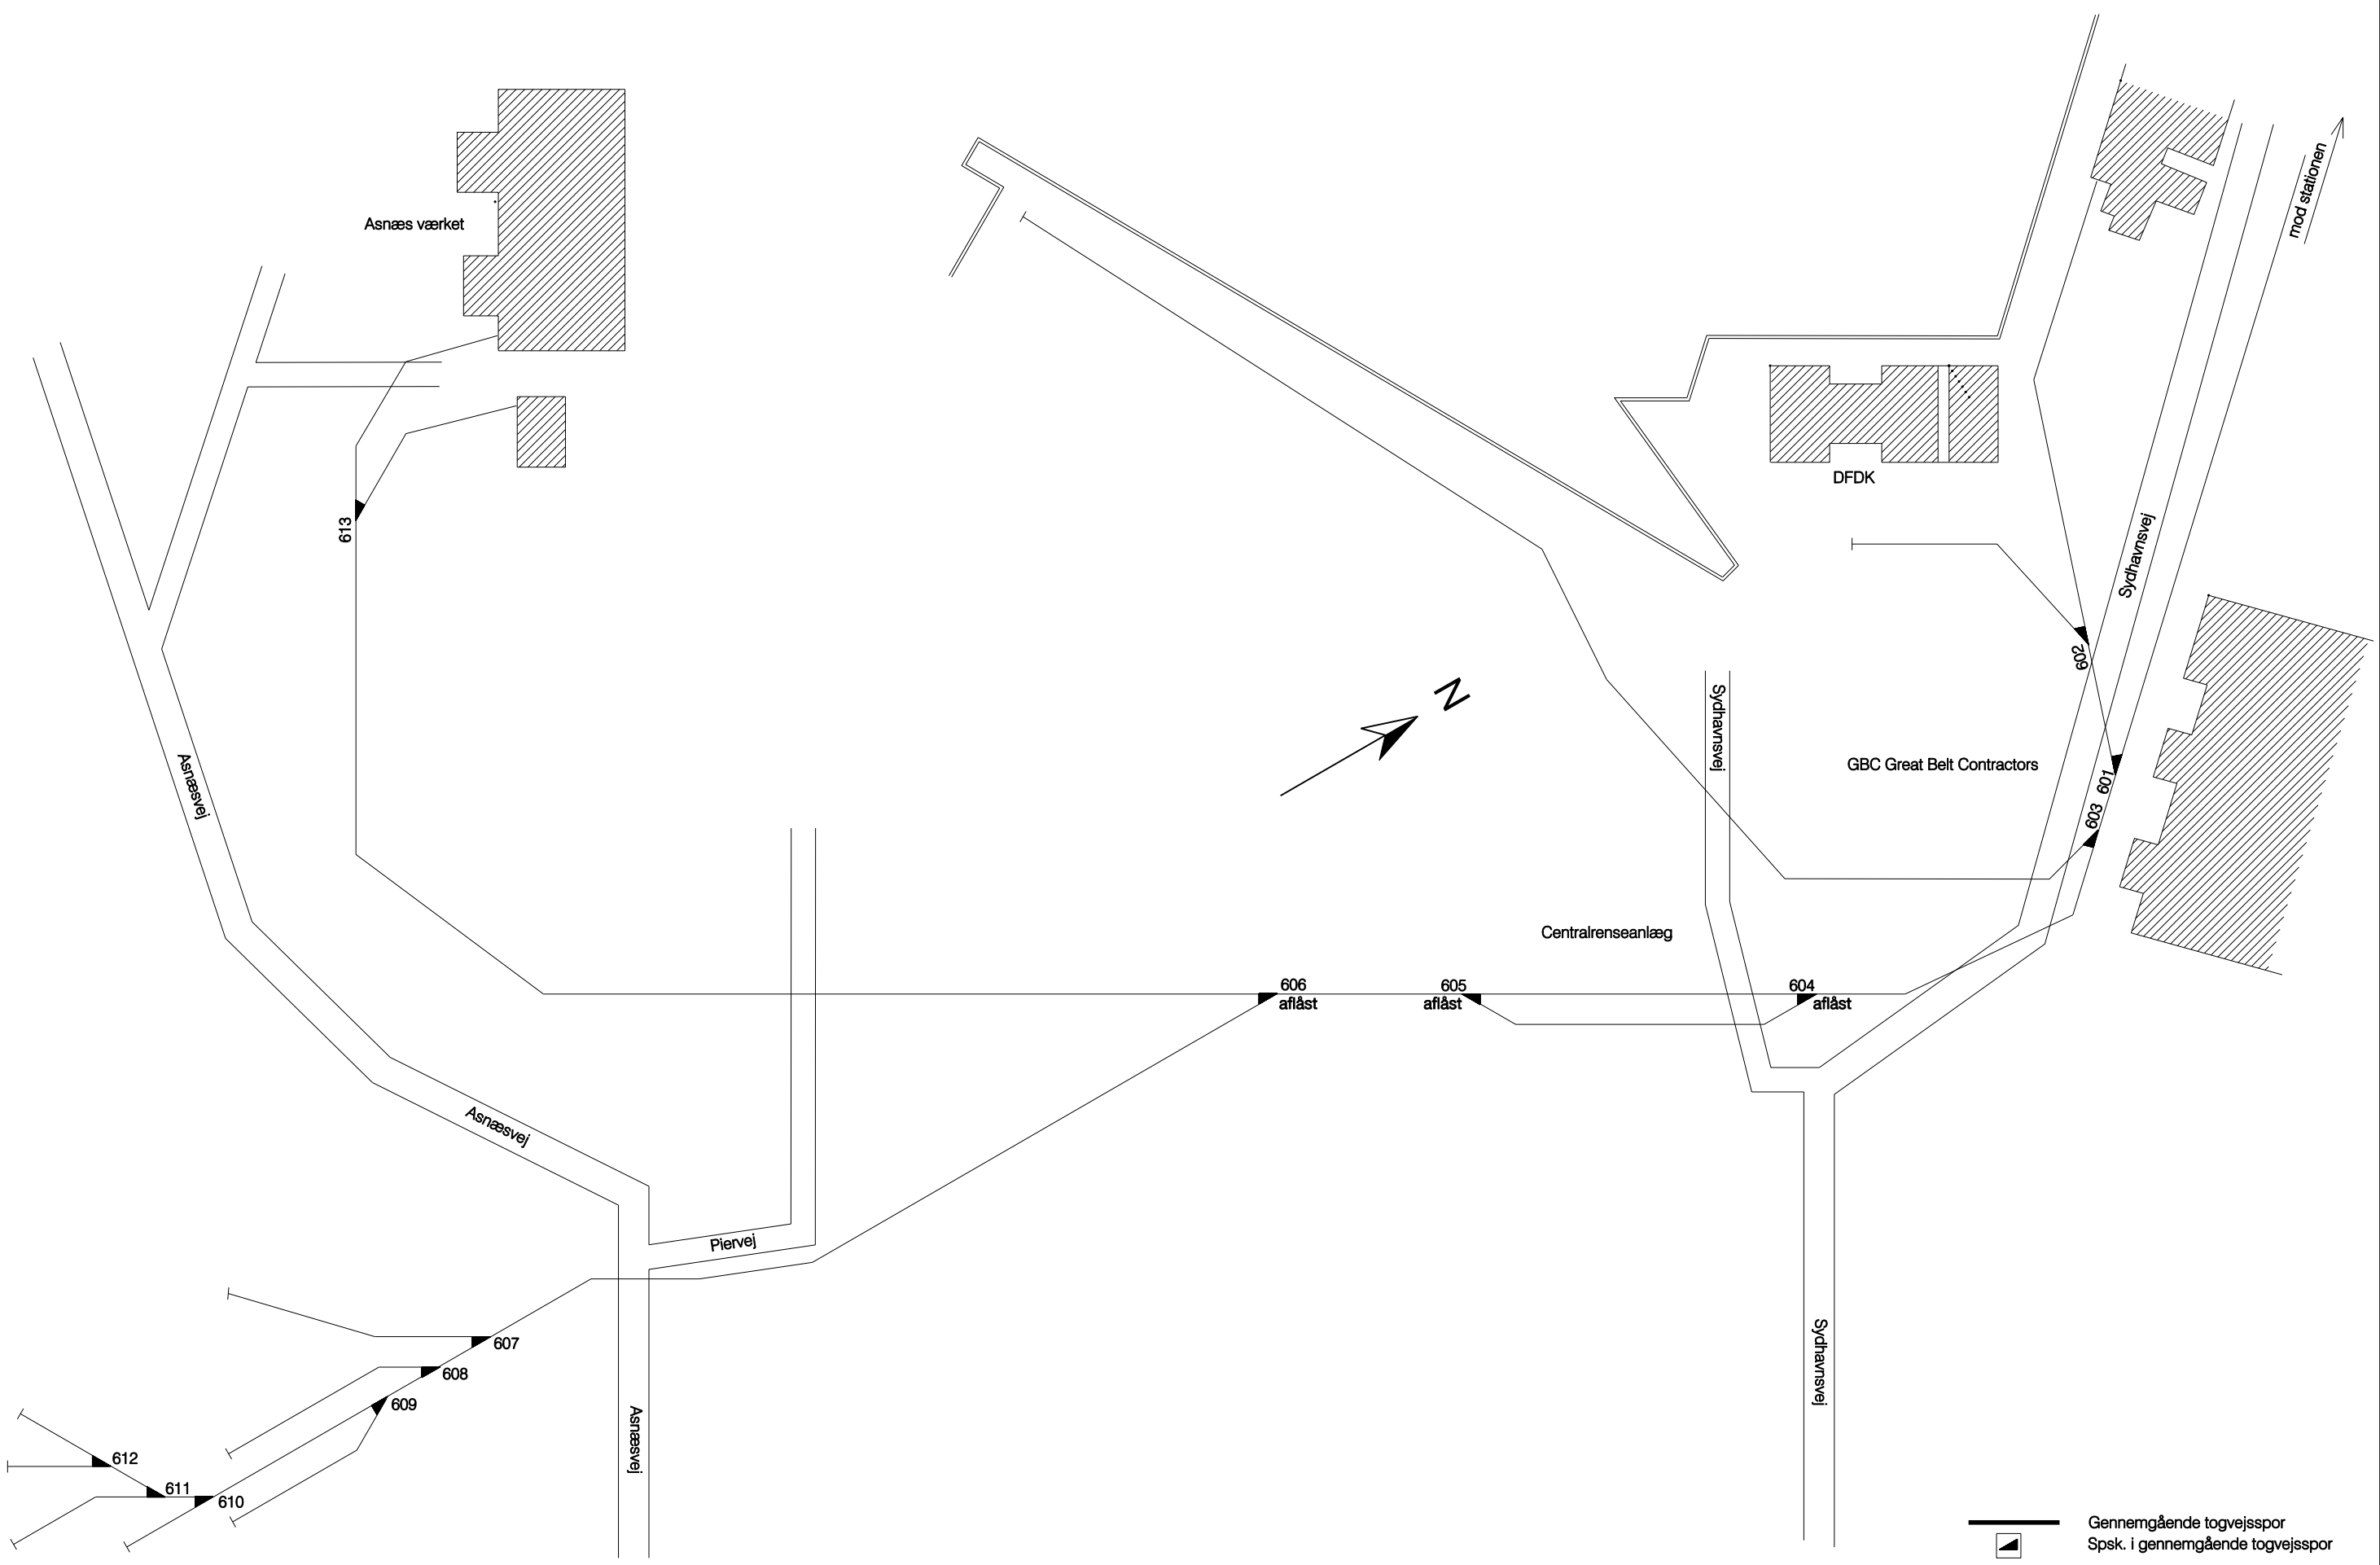 mod stationen
Asnæs værket
DFDK
613
Sydhavnsvej
602
N
Sydhavnsvej
Asnæsvej
GBC Great Belt Contractors
601
603
Centralrenseanlæg
606
aflåst
605
aflåst
604
aflåst
Asnæsvej
Piervej
607
608
609
Sydhavnsvej
Asnæsvej
612
611
610
Gennemgående togvejsspor
Spsk. i gennemgående togvejsspor